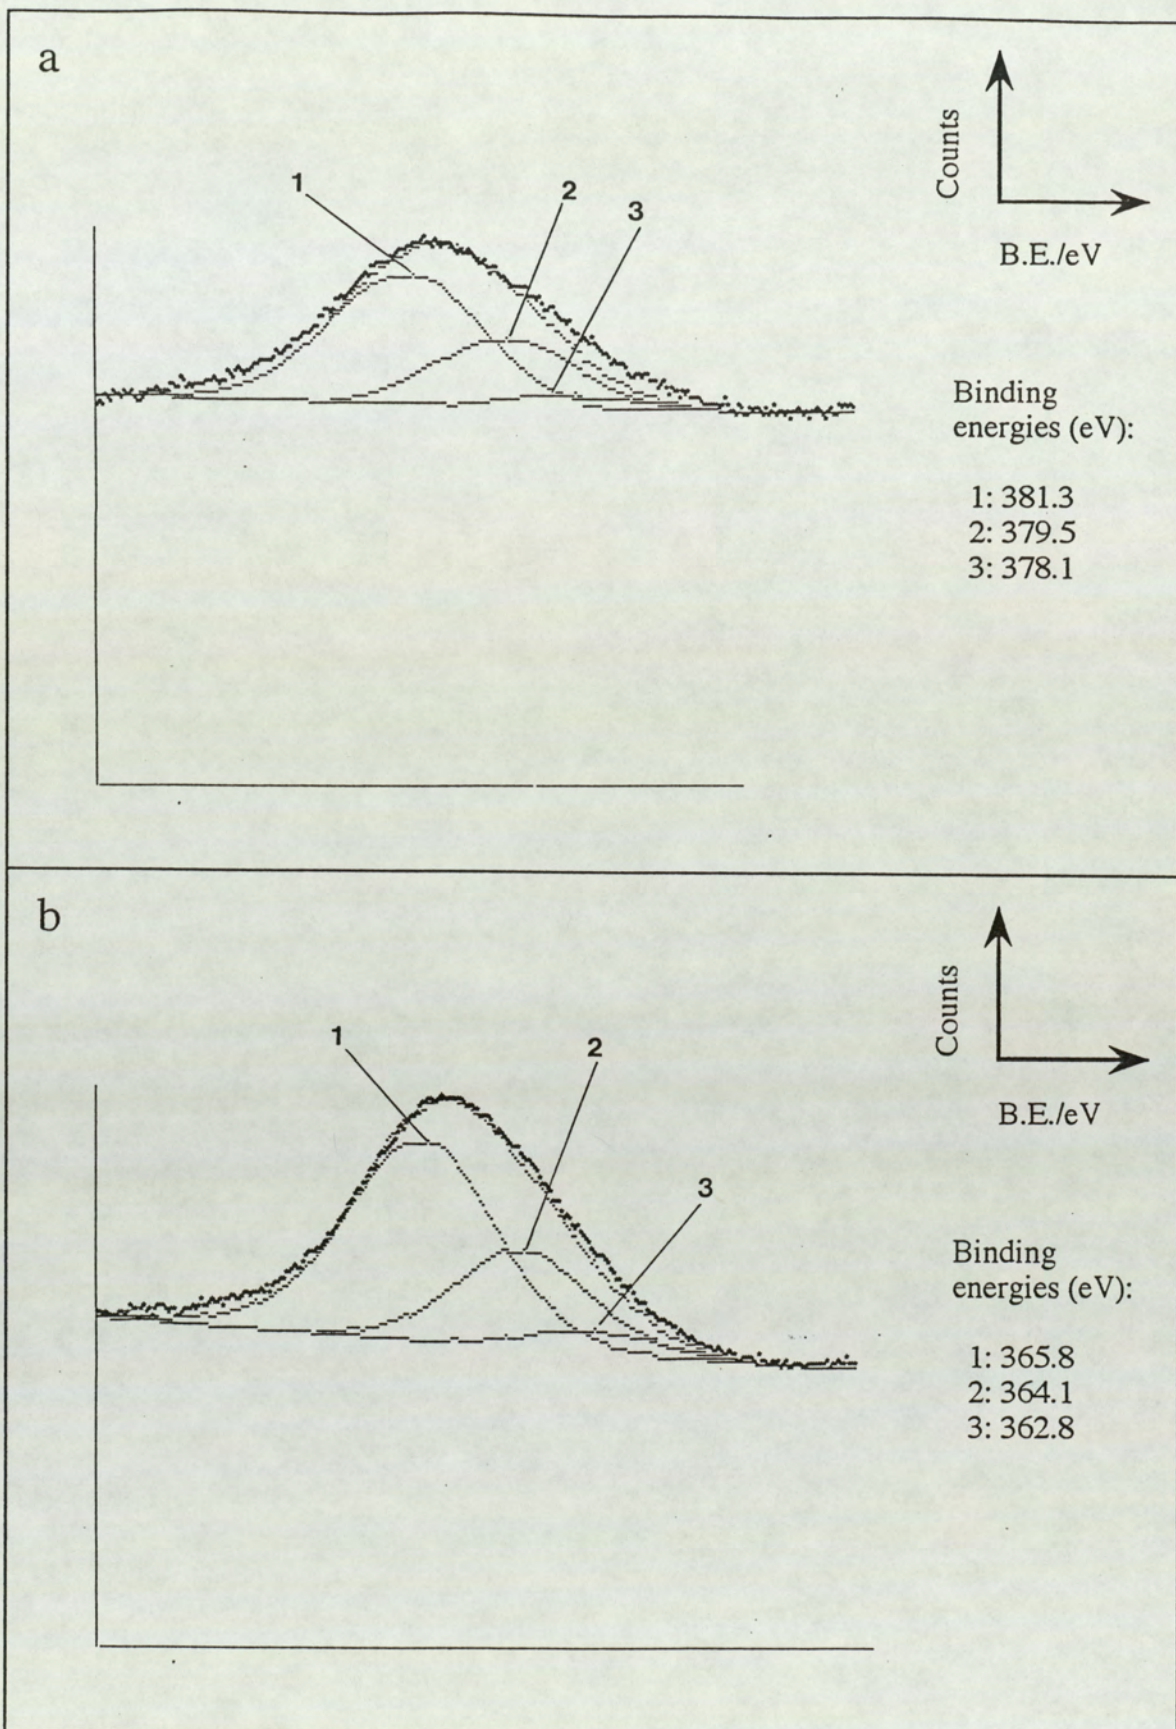 a
1
2
3
Counts
B.E./eV
Binding
energies (eV):
1: 381.3
2: 379.5
3: 378.1
b
1
2
3
Counts
B.E./eV
Binding
energies (eV):
1: 365.8
2: 364.1
3: 362.8